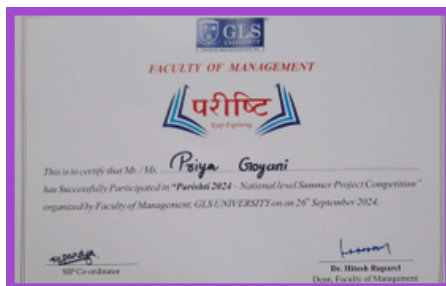 GLS
UNIVERSITY
FACULTY OF MANAGEMENT
परीष्टि
Keep Exploring
This is to certify that Mr. / Ms. Priya Goyani
has Successfully Participated in "Parishti 2024 – National level Summer Project Competition"
organized by Faculty of Management, GLS UNIVERSITY on on 26th September 2024.
SIP Co-ordinator
Dr. Hitesh Ruparel
Dean, Faculty of Management